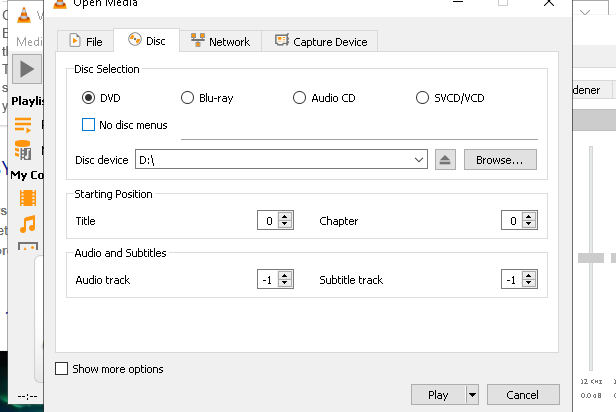 Open Media
File
Disc
Network
Capture Device
Disc Selection
DVD
Blu-ray
Audio CD
SVCD/VCD
No disc menus
Disc device
D:\
Browse...
Starting Position
Title
0
Chapter
0
Audio and Subtitles
Audio track
-1
Subtitle track
-1
Show more options
Play
Cancel
Medi
Playlis
My Co
--:--
dener
12 KHz
0.0 dB